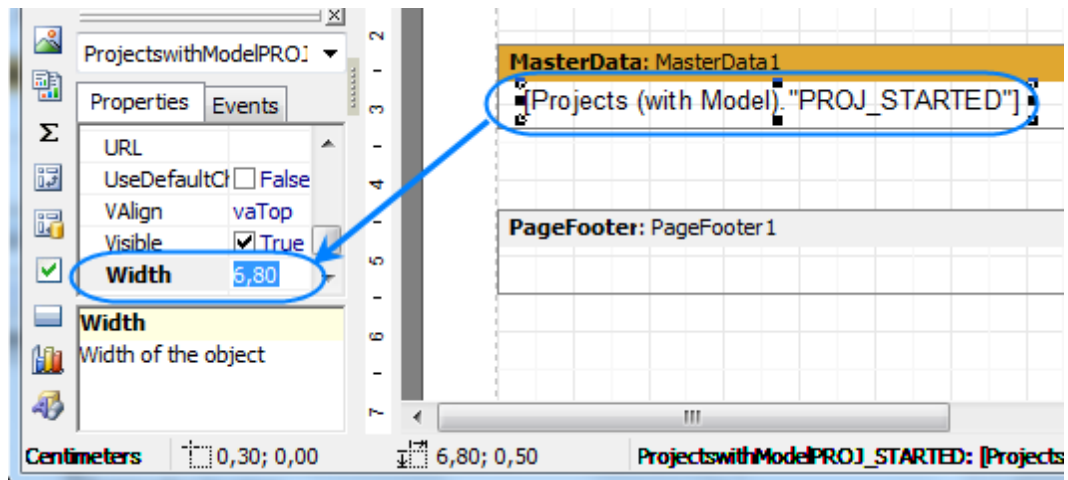 ProjectswithModelPROJ
Properties Events
URL
UseDefaultCh False
VAlign vaTop
Visible True
Width 6,80
Width
Width of the object
2
3
4
5
6
7
MasterData: MasterData1
[Projects (with Model)."PROJ_STARTED"]
PageFooter: PageFooter1
Centimeters 0,30; 0,00 6,80; 0,50 ProjectswithModelPROJ_STARTED: [Projects